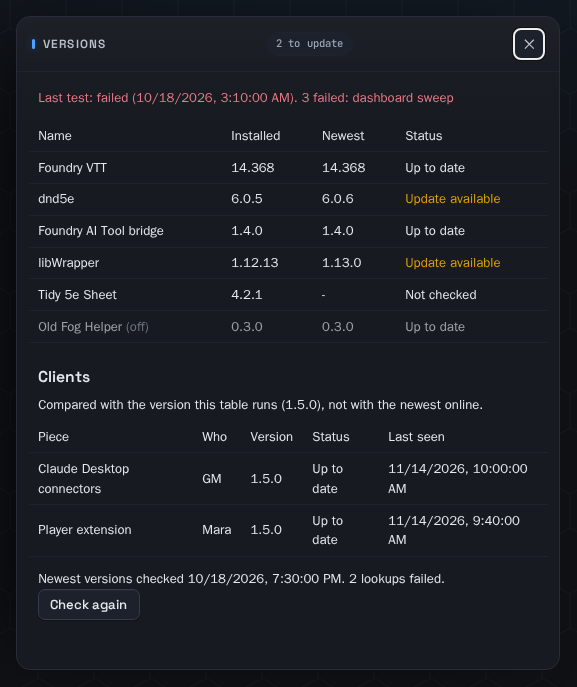 VERSIONS
2 to update
Last test: failed (10/18/2026, 3:10:00 AM). 3 failed: dashboard sweep
Name Installed Newest Status
Foundry VTT 14.368 14.368 Up to date
dnd5e 6.0.5 6.0.6 Update available
Foundry AI Tool bridge 1.4.0 1.4.0 Up to date
libWrapper 1.12.13 1.13.0 Update available
Tidy 5e Sheet 4.2.1 - Not checked
Old Fog Helper (off) 0.3.0 0.3.0 Up to date
Clients
Compared with the version this table runs (1.5.0), not with the newest online.
Piece Who Version Status Last seen
Claude Desktop connectors GM 1.5.0 Up to date 11/14/2026, 10:00:00 AM
Player extension Mara 1.5.0 Up to date 11/14/2026, 9:40:00 AM
Newest versions checked 10/18/2026, 7:30:00 PM. 2 lookups failed.
Check again